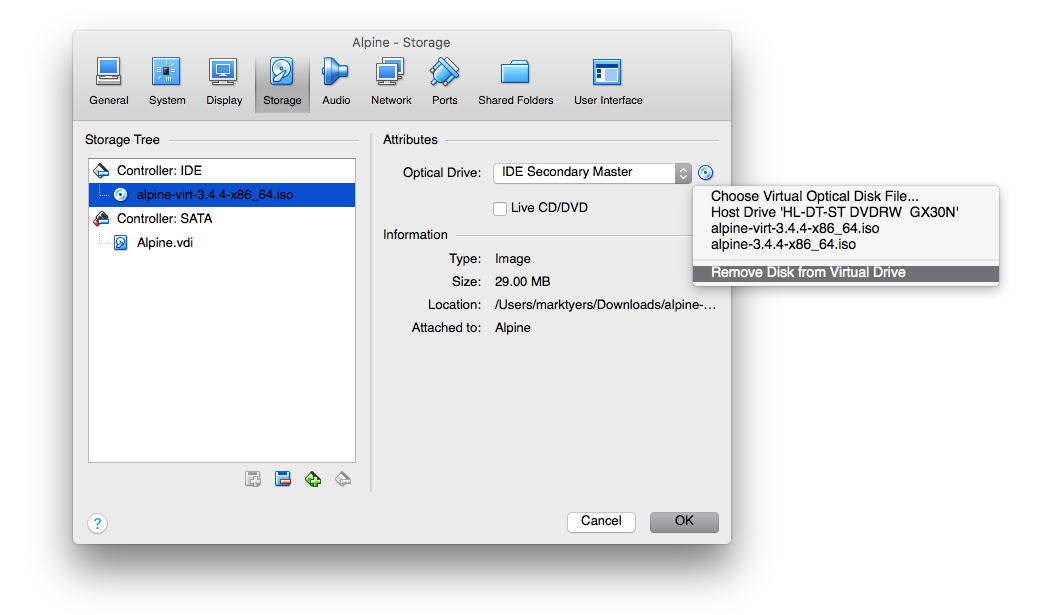 Alpine - Storage
General System Display Storage Audio Network Ports Shared Folders User Interface
Storage Tree
Controller: IDE
alpine-virt-3.4.4-x86_64.iso
Controller: SATA
Alpine.vdi
Attributes
Optical Drive: IDE Secondary Master
Live CD/DVD
Information
Type: Image
Size: 29.00 MB
Location: /Users/marktyers/Downloads/alpine-...
Attached to: Alpine
Choose Virtual Optical Disk File...
Host Drive 'HL-DT-ST DVDRW  GX30N'
alpine-virt-3.4.4-x86_64.iso
alpine-3.4.4-x86_64.iso
Remove Disk from Virtual Drive
?
Cancel OK